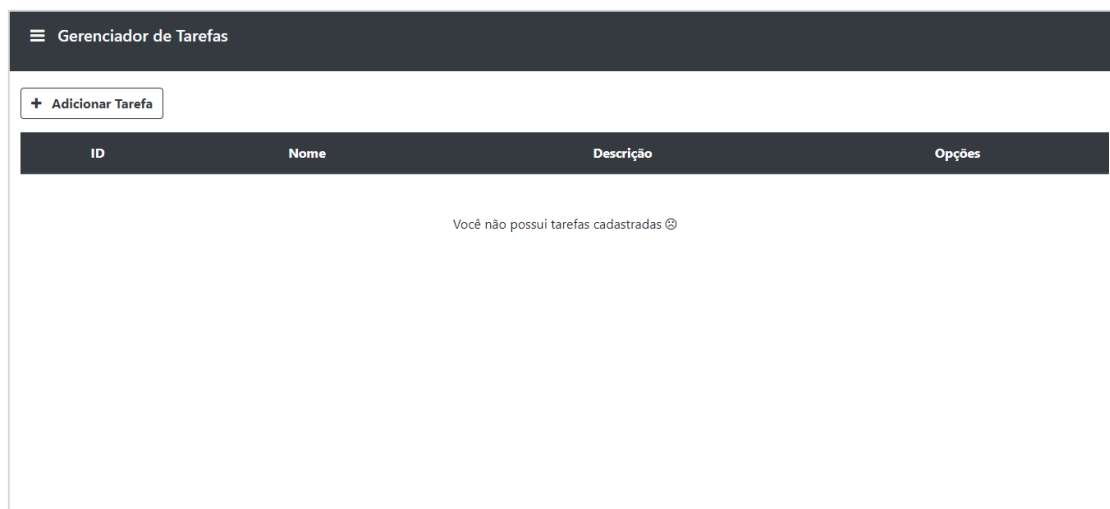 Gerenciador de Tarefas
+ Adicionar Tarefa
ID Nome Descrição Opções
Você não possui tarefas cadastradas ☹